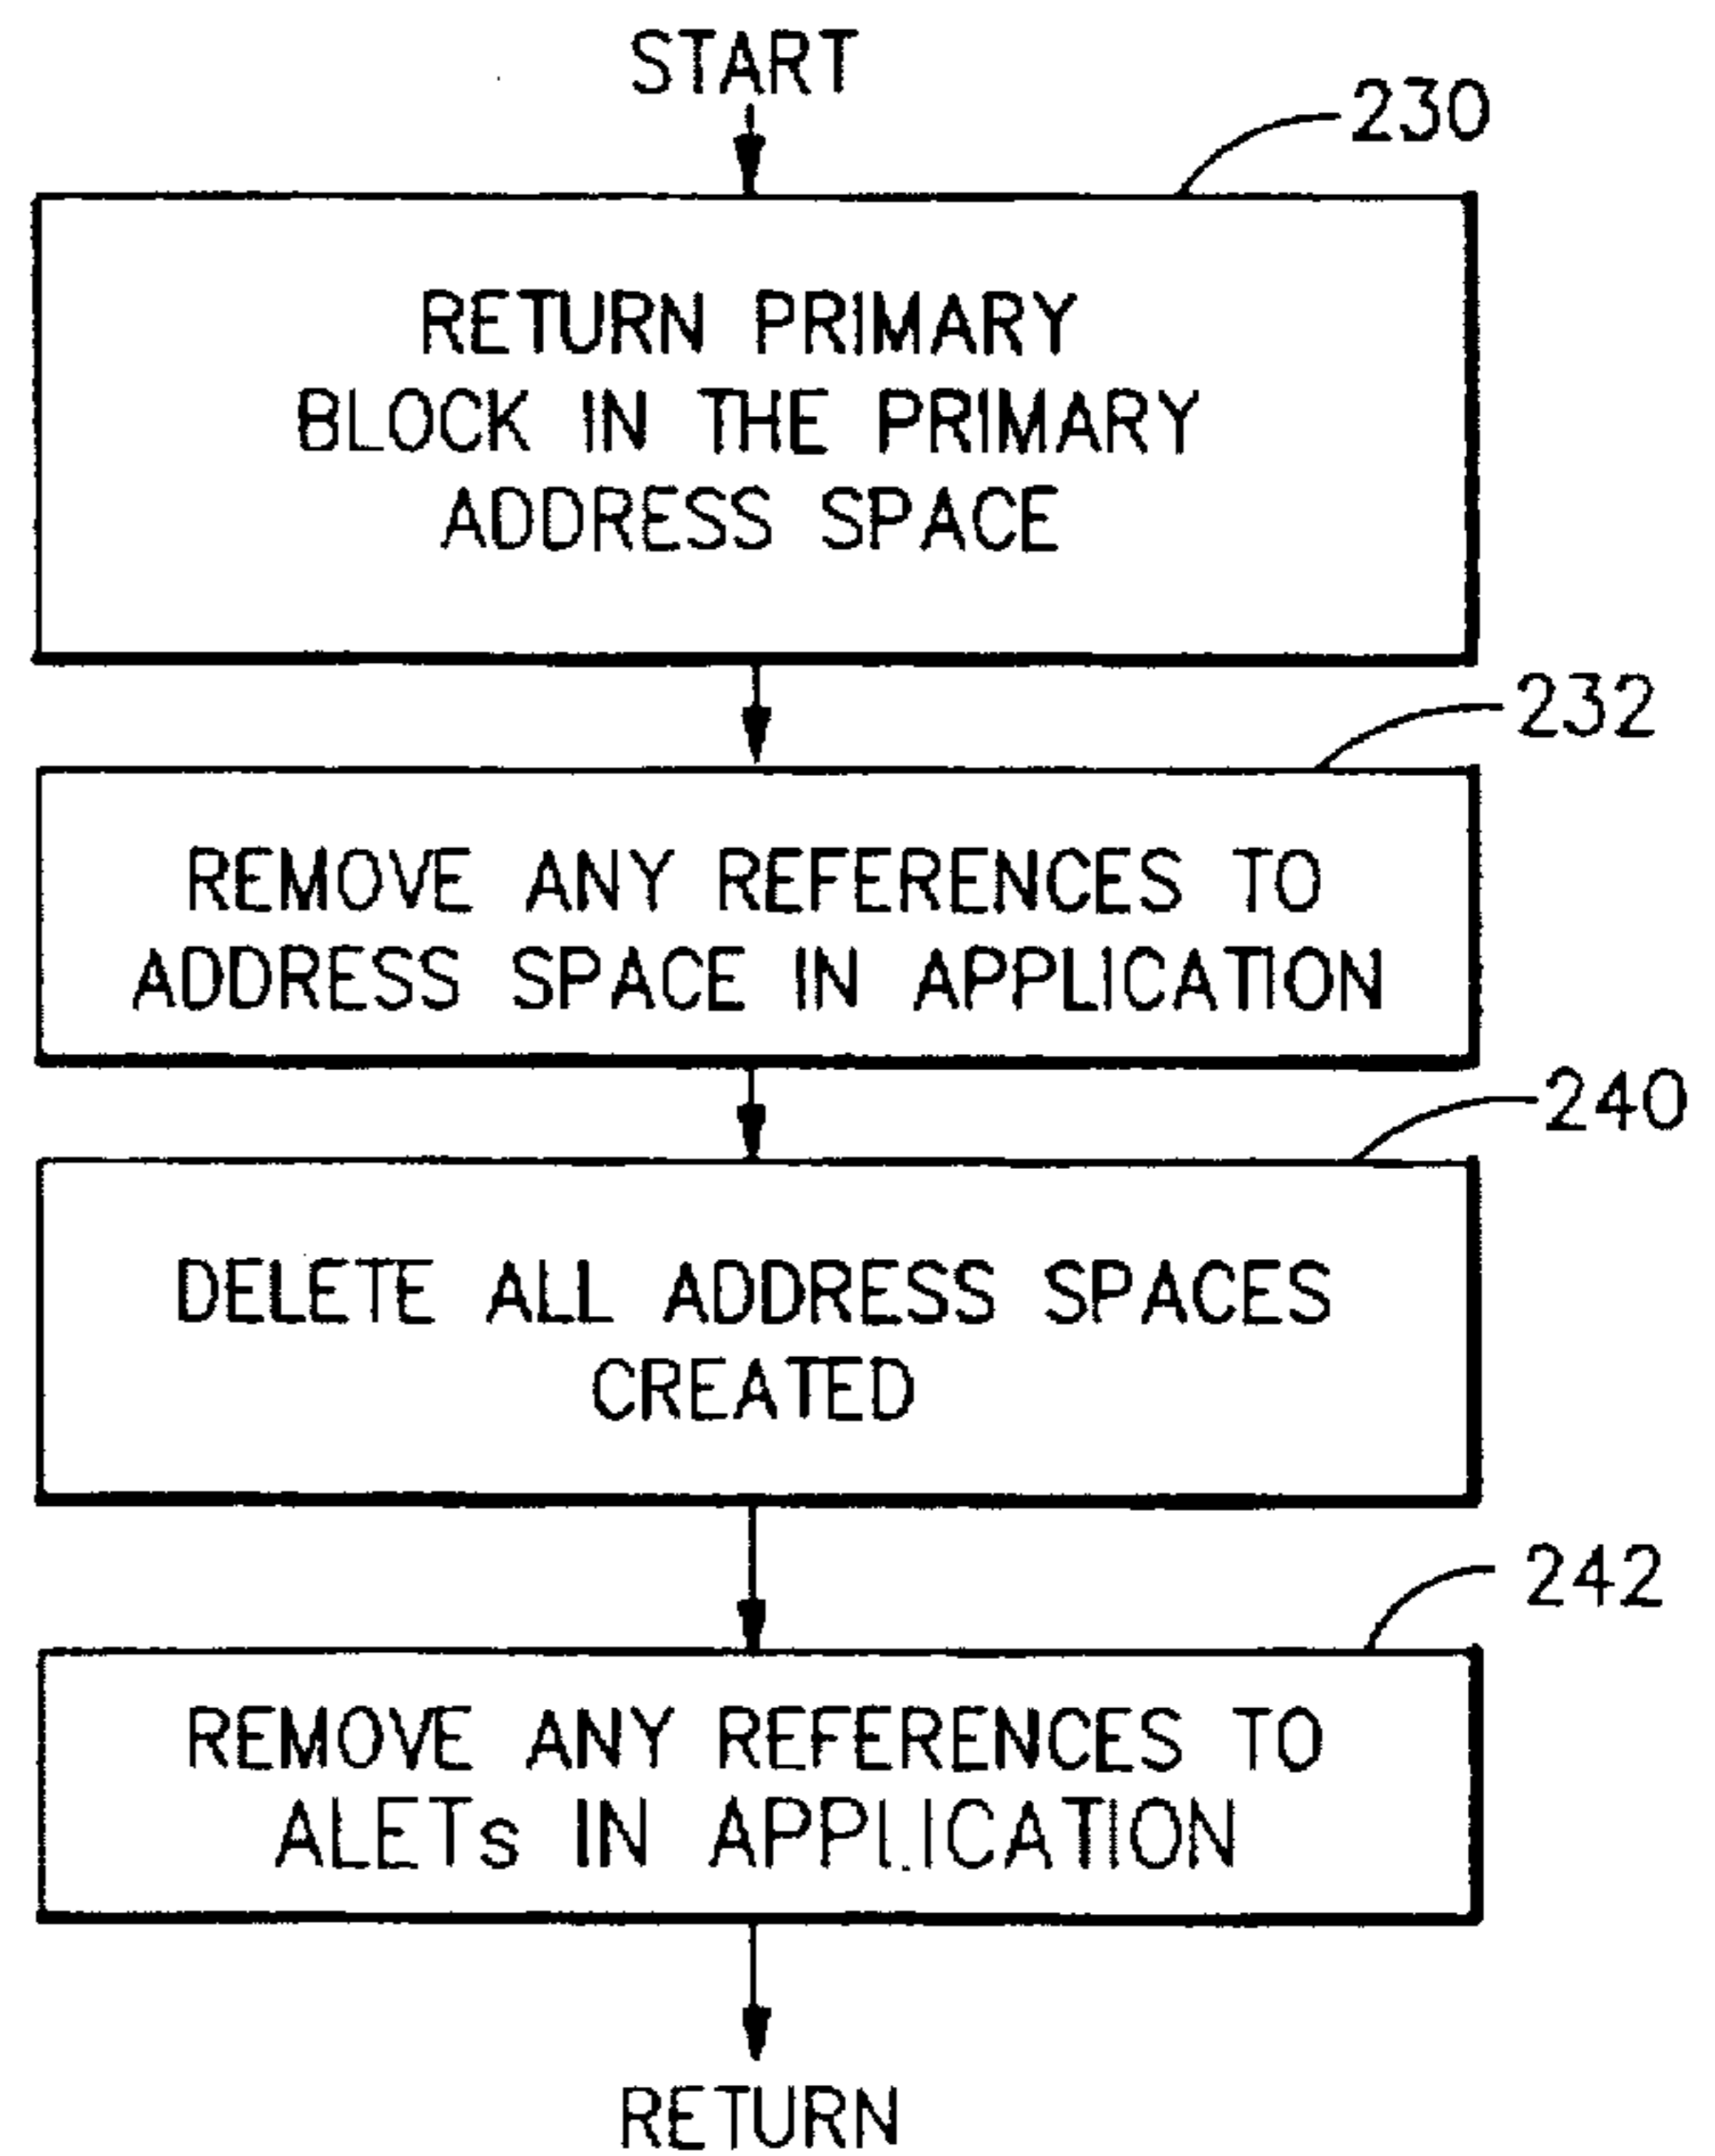 START
230
RETURN PRIMARY
BLOCK IN THE PRIMARY
ADDRESS SPACE
232
REMOVE ANY REFERENCES TO
ADDRESS SPACE IN APPLICATION
240
DELETE ALL ADDRESS SPACES
CREATED
242
REMOVE ANY REFERENCES TO
ALETs IN APPLICATION
RETURN